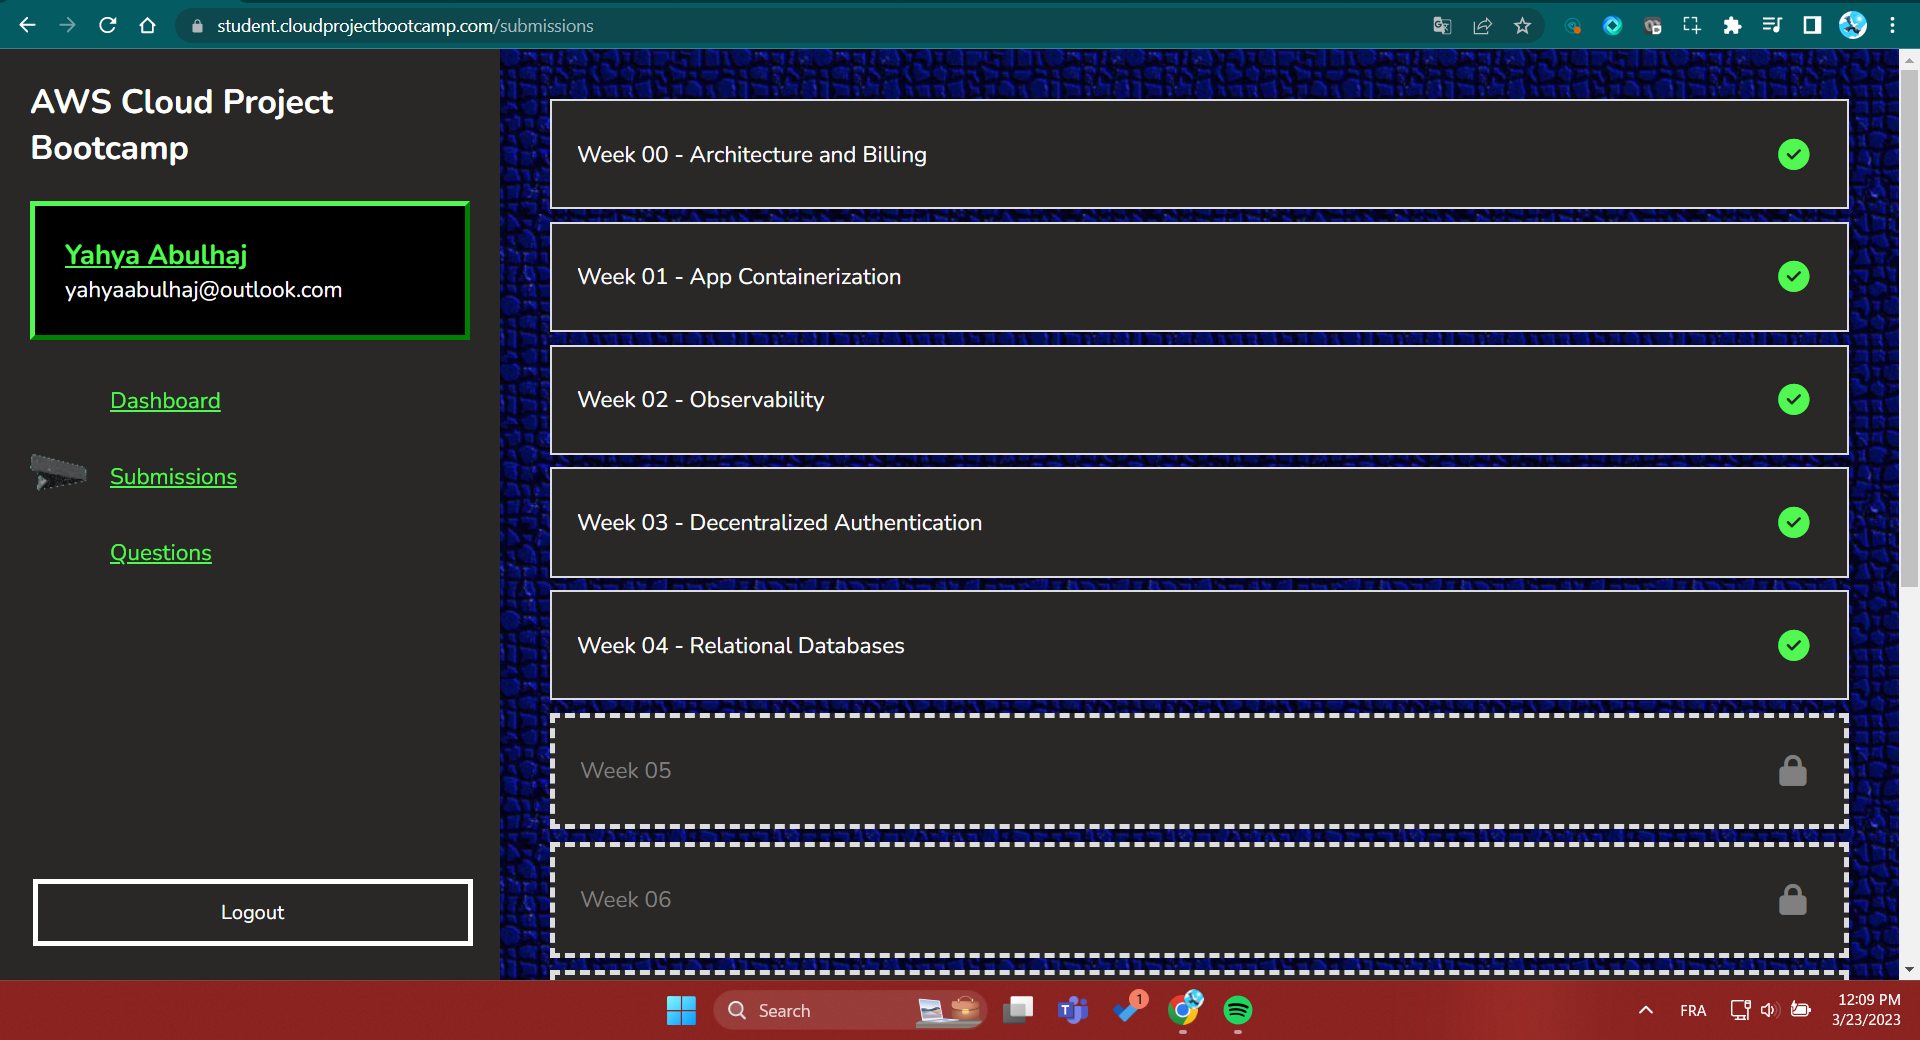 student.cloudprojectbootcamp.com/submissions
AWS Cloud Project
Bootcamp
Yahya Abulhaj
yahyaabulhaj@outlook.com
Dashboard
Submissions
Questions
Logout
Week 00 - Architecture and Billing
Week 01 - App Containerization
Week 02 - Observability
Week 03 - Decentralized Authentication
Week 04 - Relational Databases
Week 05
Week 06
Search
1
FRA
12:09 PM
3/23/2023